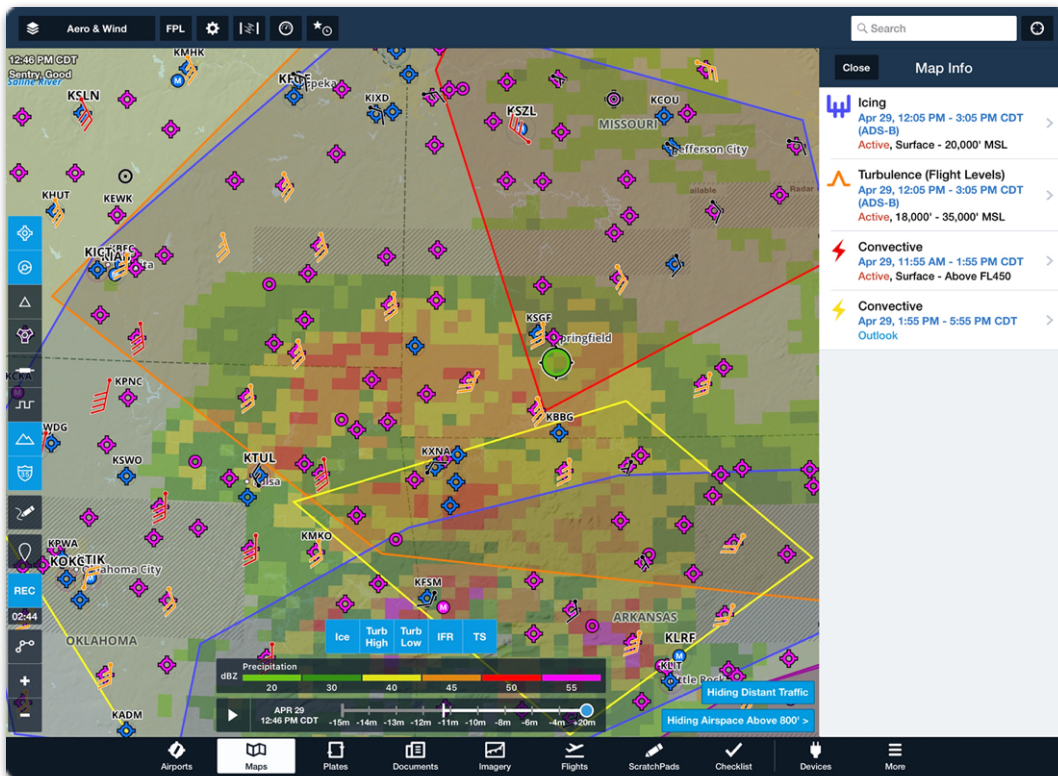 Aero & Wind
FPL
Search
12:46 PM CDT
Sentry, Good
Saline River
KMHK
KSLN
KIXD
KSZL
KCOU
MISSOURI
Jefferson City
KHUT
KEWK
ailable
Radar
KSGF
Springfield
KPNC
KBBG
WDG
KSWO
KTUL
KXNA
KMKO
KPWA
Oklahoma City
KFSM
OKLAHOMA
ARKANSAS
KLRF
KLIT
KADM
35
M
REC
02:44
Close
Map Info
Icing
Apr 29, 12:05 PM - 3:05 PM CDT
(ADS-B)
Active, Surface - 20,000' MSL
Turbulence (Flight Levels)
Apr 29, 12:05 PM - 3:05 PM CDT
(ADS-B)
Active, 18,000' - 35,000' MSL
Convective
Apr 29, 11:55 AM - 1:55 PM CDT
Active, Surface - Above FL450
Convective
Apr 29, 1:55 PM - 5:55 PM CDT
Outlook
Ice
Turb High
Turb Low
IFR
TS
Precipitation
dBZ
20 30 40 45 50 55
APR 29
12:46 PM CDT
-15m -14m -13m -12m -11m -10m -8m -6m -4m +20m
Hiding Distant Traffic
Hiding Airspace Above 800' >
Airports
Maps
Plates
Documents
Imagery
Flights
ScratchPads
Checklist
Devices
More